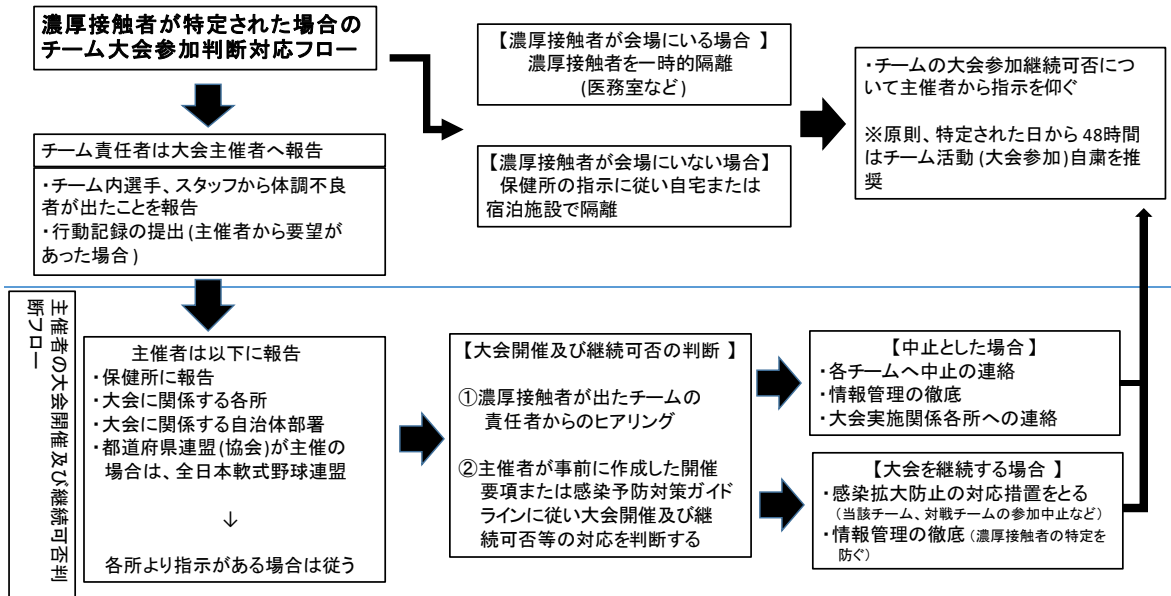 濃厚接触者が特定された場合の
チーム大会参加判断対応フロー
チーム責任者は大会主催者へ報告
・チーム内選手、スタッフから体調不良
者が出たことを報告
・行動記録の提出(主催者から要望が
あった場合)
【濃厚接触者が会場にいる場合 】
濃厚接触者を一時的隔離
(医務室など)
【濃厚接触者が会場にいない場合】
保健所の指示に従い自宅または
宿泊施設で隔離
・チームの大会参加継続可否につ
いて主催者から指示を仰ぐ
※原則、特定された日から 48時間
はチーム活動 (大会参加)自粛を推
奨
主催者の大会開催及び継続可否判
断フロー
主催者は以下に報告
・保健所に報告
・大会に関係する各所
・大会に関係する自治体部署
・都道府県連盟(協会)が主催の
場合は、全日本軟式野球連盟
↓
各所より指示がある場合は従う
【大会開催及び継続可否の判断 】
①濃厚接触者が出たチームの
責任者からのヒアリング
②主催者が事前に作成した開催
要項または感染予防対策ガイド
ラインに従い大会開催及び継
続可否等の対応を判断する
【中止とした場合 】
・各チームへ中止の連絡
・情報管理の徹底
・大会実施関係各所への連絡
【大会を継続する場合 】
・感染拡大防止の対応措置をとる
(当該チーム、対戦チームの参加中止など)
・情報管理の徹底 (濃厚接触者の特定を
防ぐ)